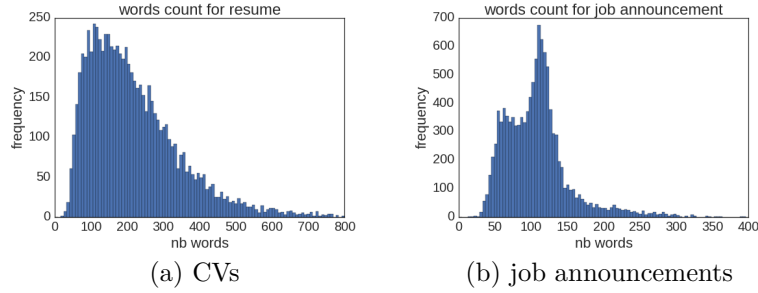 words count for resume
250
200
150
100
50
0
frequency
0 100 200 300 400 500 600 700 800
nb words
(a) CVs
words count for job announcement
700
600
500
400
300
200
100
0
frequency
0 50 100 150 200 250 300 350 400
nb words
(b) job announcements